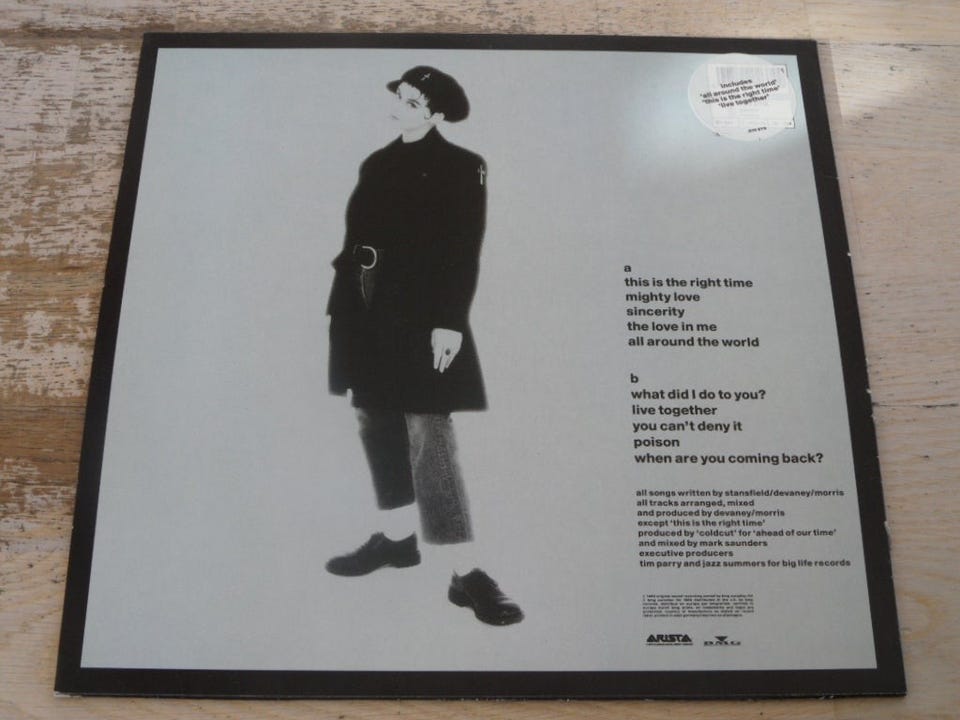 includes
'all around the world'
'this is the right time'
'live together'
a
this is the right time
mighty love
sincerity
the love in me
all around the world
b
what did I do to you?
live together
you can't deny it
poison
when are you coming back?
all songs written by stansfield/devaney/morris
all tracks arranged, mixed
and produced by devaney/morris
except 'this is the right time'
produced by 'coldcut' for 'ahead of our time'
and mixed by mark saunders
executive producers
tim parry and jazz summers for big life records
ARISTA
BMG